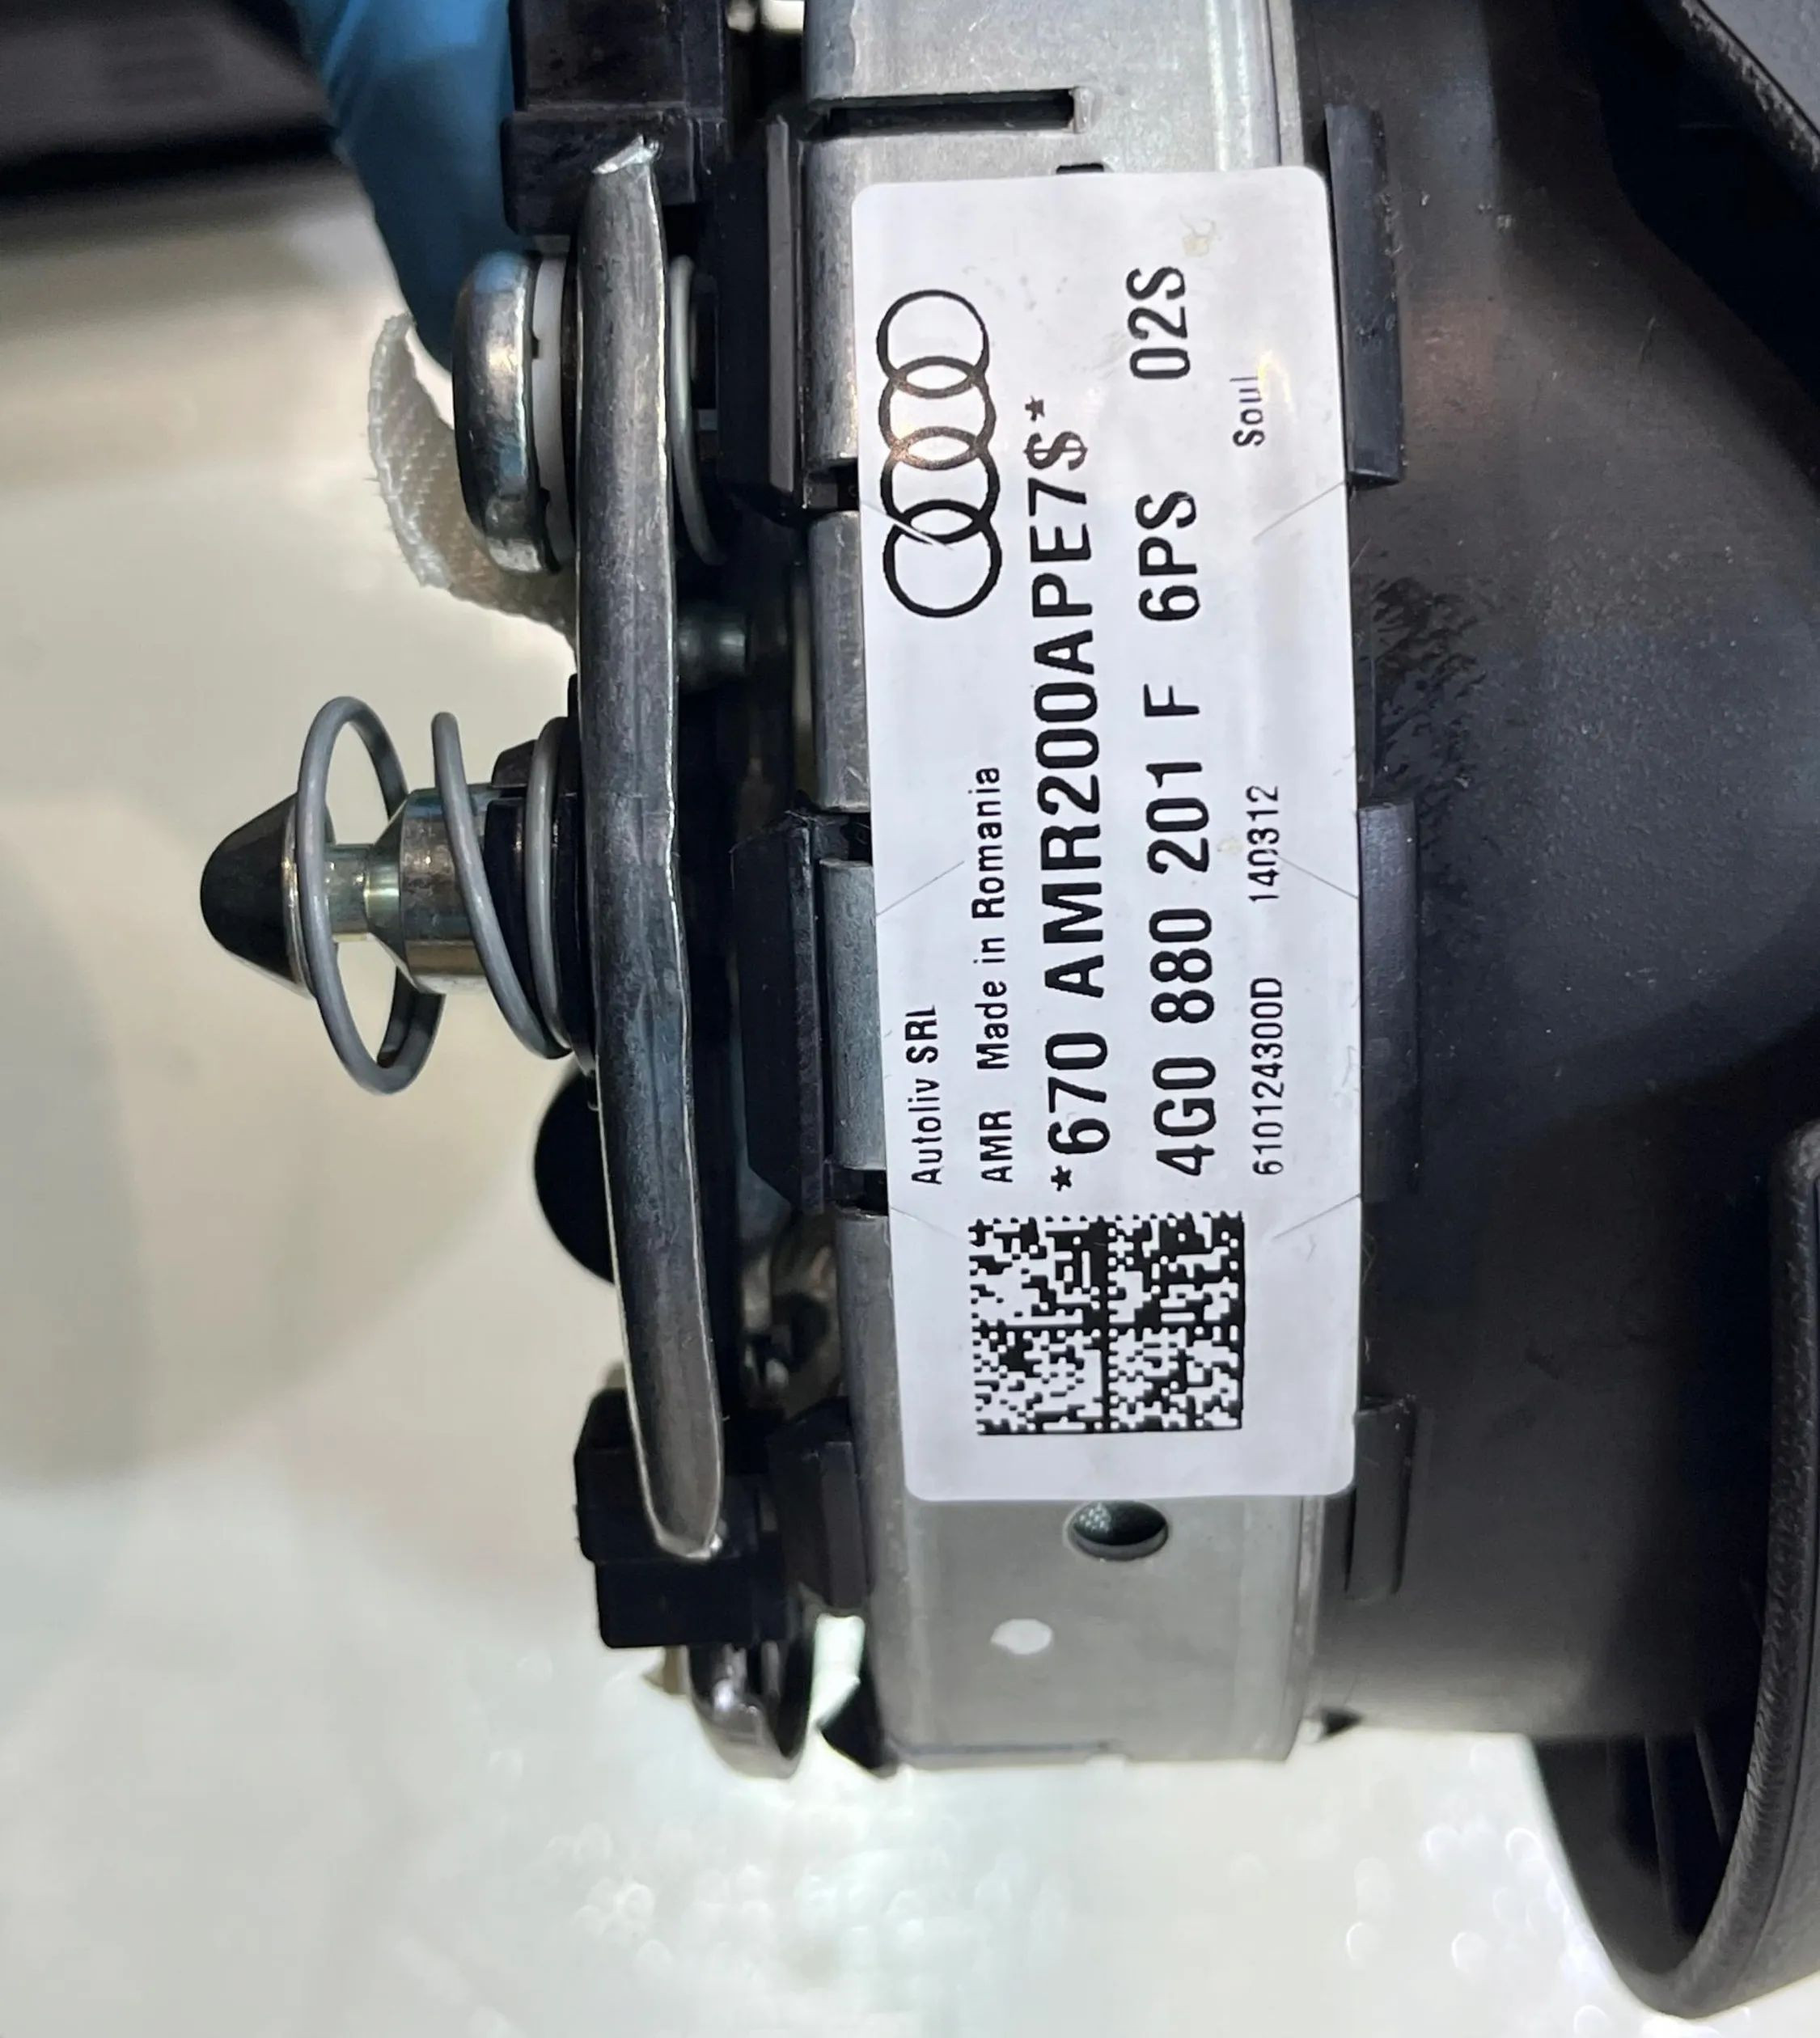 Autoliv SRL
AMR Made in Romania
*670 AMR200APE7$*
4G0 880 201 F 6PS 02S
610124300D 140312 Soul